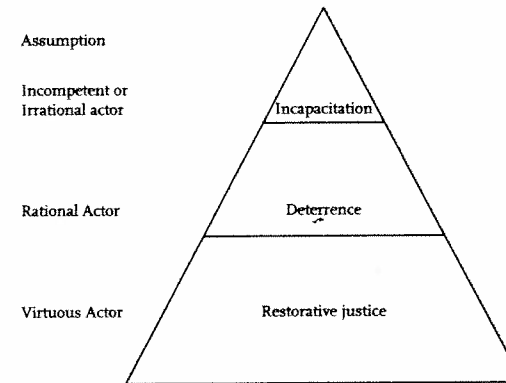 Assumption
Incompetent or
Irrational actor
Incapacitation
Rational Actor
Deterrence
Virtuous Actor
Restorative justice